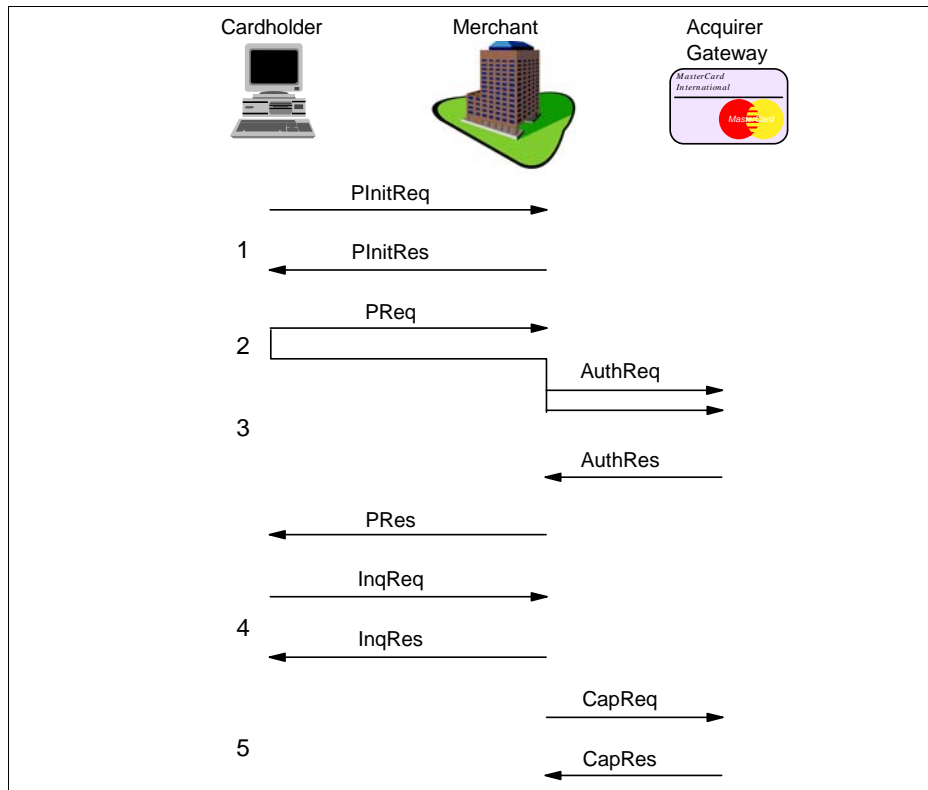 Cardholder
Merchant
Acquirer
Gateway
MasterCard
International
MasterCard
PInitReq
1
PInitRes
PReq
2
AuthReq
3
AuthRes
PRes
InqReq
4
InqRes
CapReq
5
CapRes